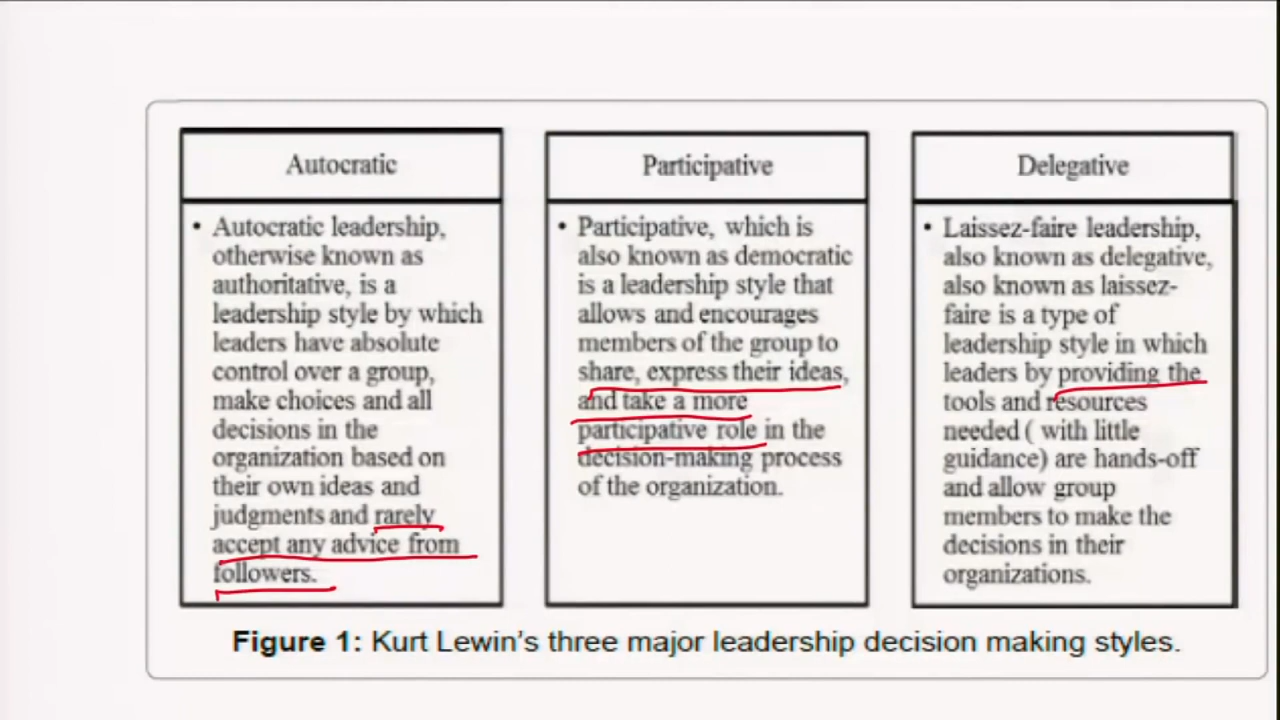 Autocratic
• Autocratic leadership,
otherwise known as
authoritative, is a
leadership style by which
leaders have absolute
control over a group,
make choices and all
decisions in the
organization based on
their own ideas and
judgments and rarely
accept any advice from
followers.
Participative
• Participative, which is
also known as democratic
is a leadership style that
allows and encourages
members of the group to
share, express their ideas,
and take a more
participative role in the
decision-making process
of the organization.
Delegative
• Laissez-faire leadership,
also known as delegative,
also known as laissez-
faire is a type of
leadership style in which
leaders by providing the
tools and resources
needed ( with little
guidance) are hands-off
and allow group
members to make the
decisions in their
organizations.
Figure 1: Kurt Lewin's three major leadership decision making styles.